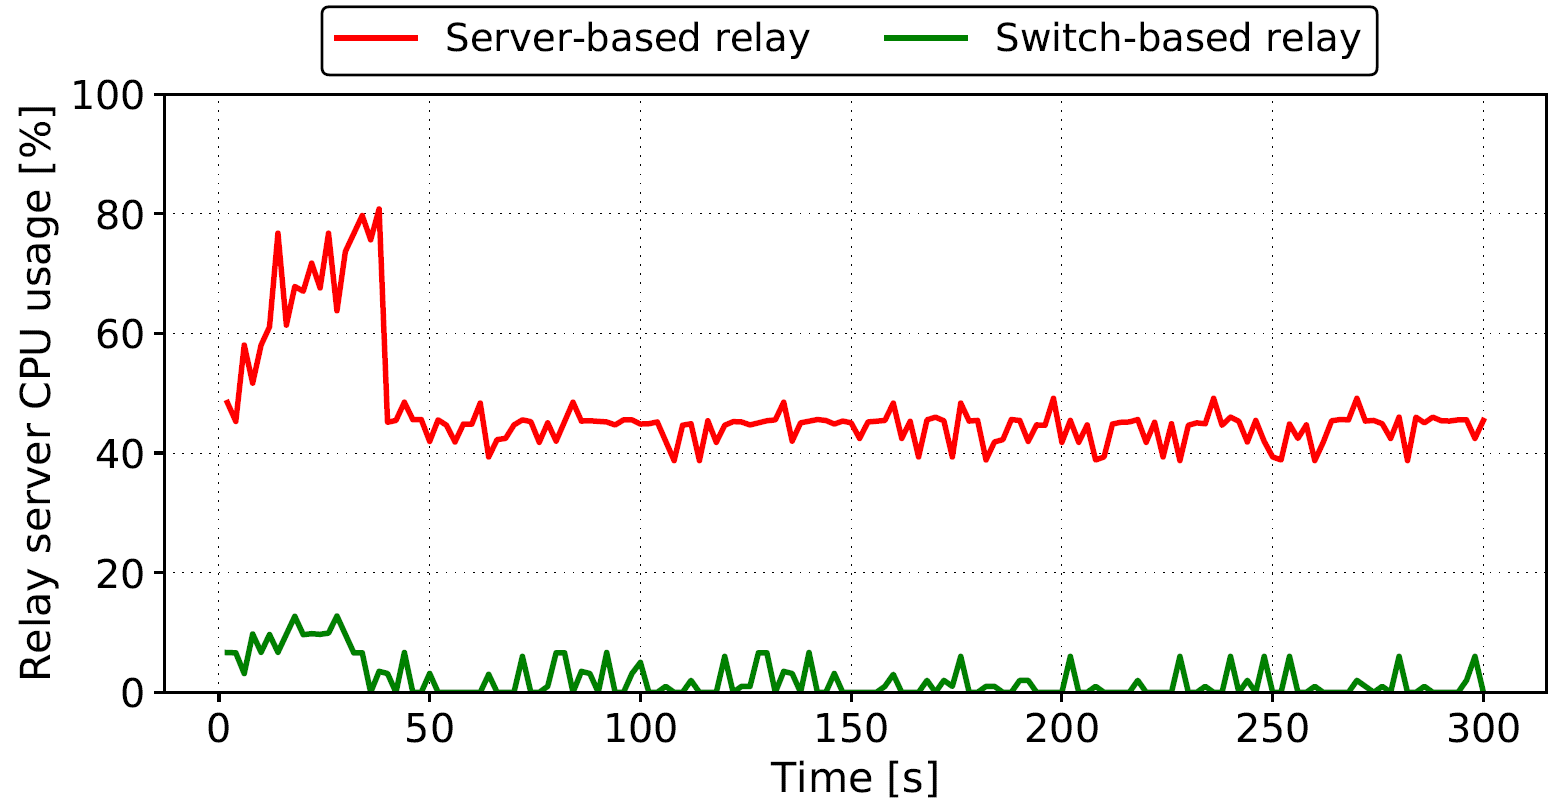 Server-based relay
Switch-based relay
Relay server CPU usage [%]
100
80
60
40
20
0
0 50 100 150 200 250 300
Time [s]